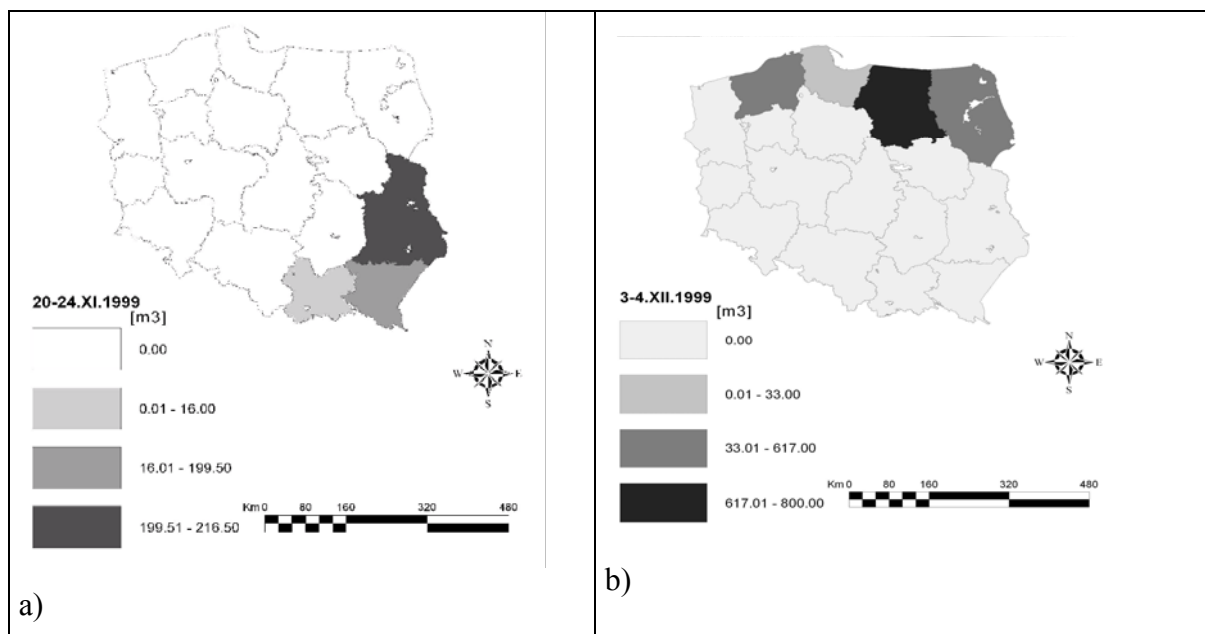 20-24.XI.1999
[m3]
0.00
0.01 - 16.00
16.01 - 199.50
199.51 - 216.50
N
W E
S
Km 0 80 160 320 480
a)
3-4.XII.1999
[m3]
0.00
0.01 - 33.00
33.01 - 617.00
617.01 - 800.00
N
W E
S
Km 0 80 160 320 480
b)